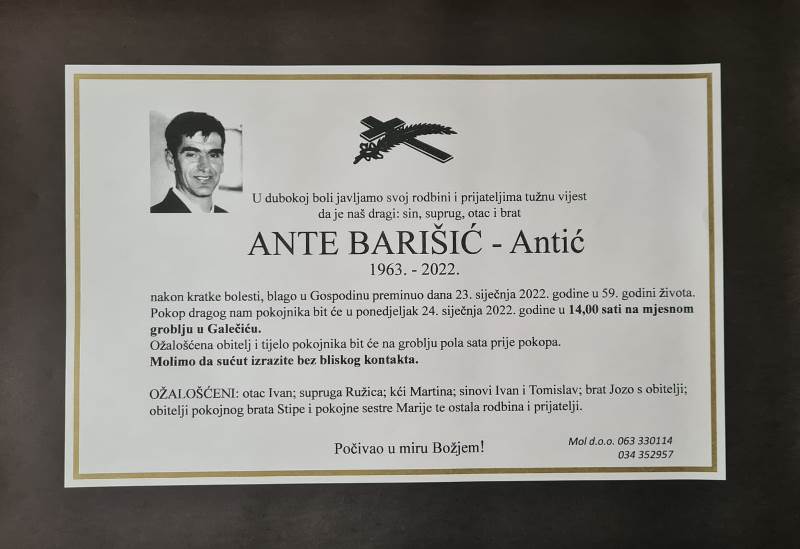 U dubokoj boli javljamo svoj rodbini i prijateljima tužnu vijest
da je naš dragi: sin, suprug, otac i brat
ANTE BARIŠIĆ - Antić
1963. - 2022.
nakon kratke bolesti, blago u Gospodinu preminuo dana 23. siječnja 2022. godine u 59. godini života.
Pokop dragog nam pokojnika bit će u ponedjeljak 24. siječnja 2022. godine u 14,00 sati na mjesnom
groblju u Galečiću.
Ožalošćena obitelj i tijelo pokojnika bit će na groblju pola sata prije pokopa.
Molimo da sućut izrazite bez bliskog kontakta.
OŽALOŠĆENI: otac Ivan; supruga Ružica; kći Martina; sinovi Ivan i Tomislav; brat Jozo s obitelji;
obitelji pokojnog brata Stipe i pokojne sestre Marije te ostala rodbina i prijatelji.
Počivao u miru Božjem!
Mol d.o.o. 063 330114
034 352957